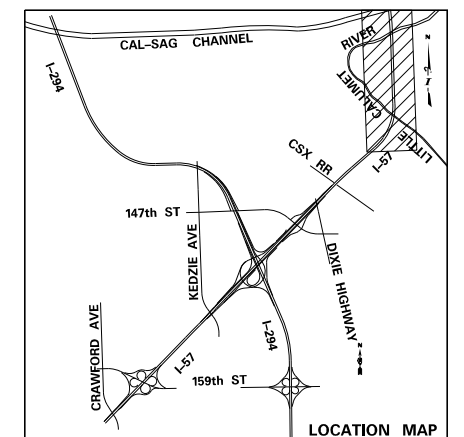 CAL-SAG CHANNEL
RIVER
N
I-294
CALUMET
LITTLE
CSX RR
I-57
147th ST
KEDZIE AVE
DIXIE HIGHWAY
N
I-294
CRAWFORD AVE
I-57
159th ST
LOCATION MAP